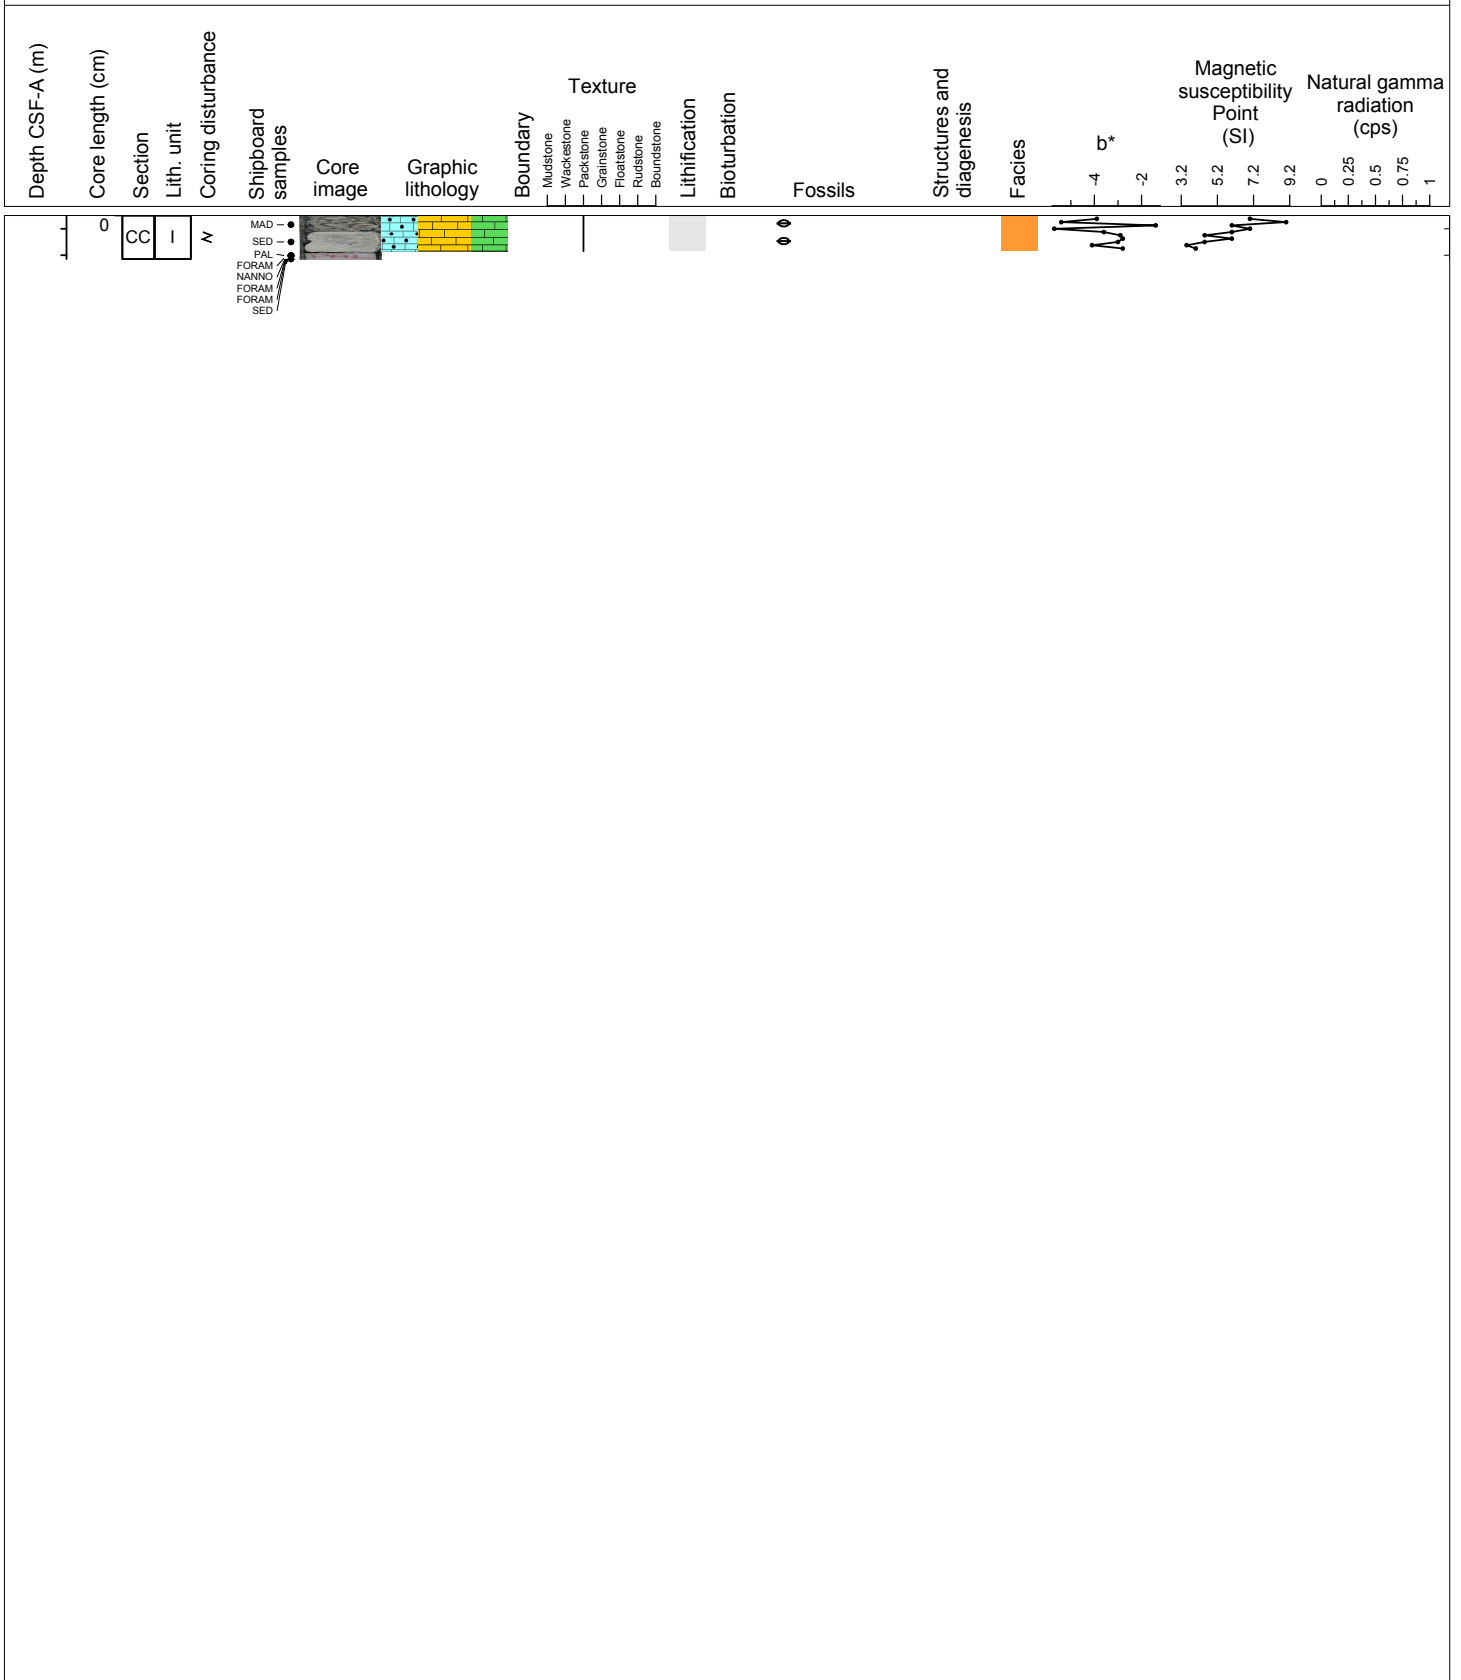 Depth CSF-A (m)
Core length (cm)
Section
Lith. unit
Coring disturbance
Shipboard
samples
Core
image
Graphic
lithology
Boundary
Texture
Mudstone
Wackestone
Packstone
Grainstone
Floatstone
Rudstone
Boundstone
Lithification
Bioturbation
Fossils
Structures and
diagenesis
Facies
b*
-4
-2
Magnetic
susceptibility
Point
(SI)
3.2
5.2
7.2
9.2
Natural gamma
radiation
(cps)
0
0.25
0.5
0.75
1
0
CC
I
MAD
SED
PAL
FORAM
NANNO
FORAM
FORAM
SED